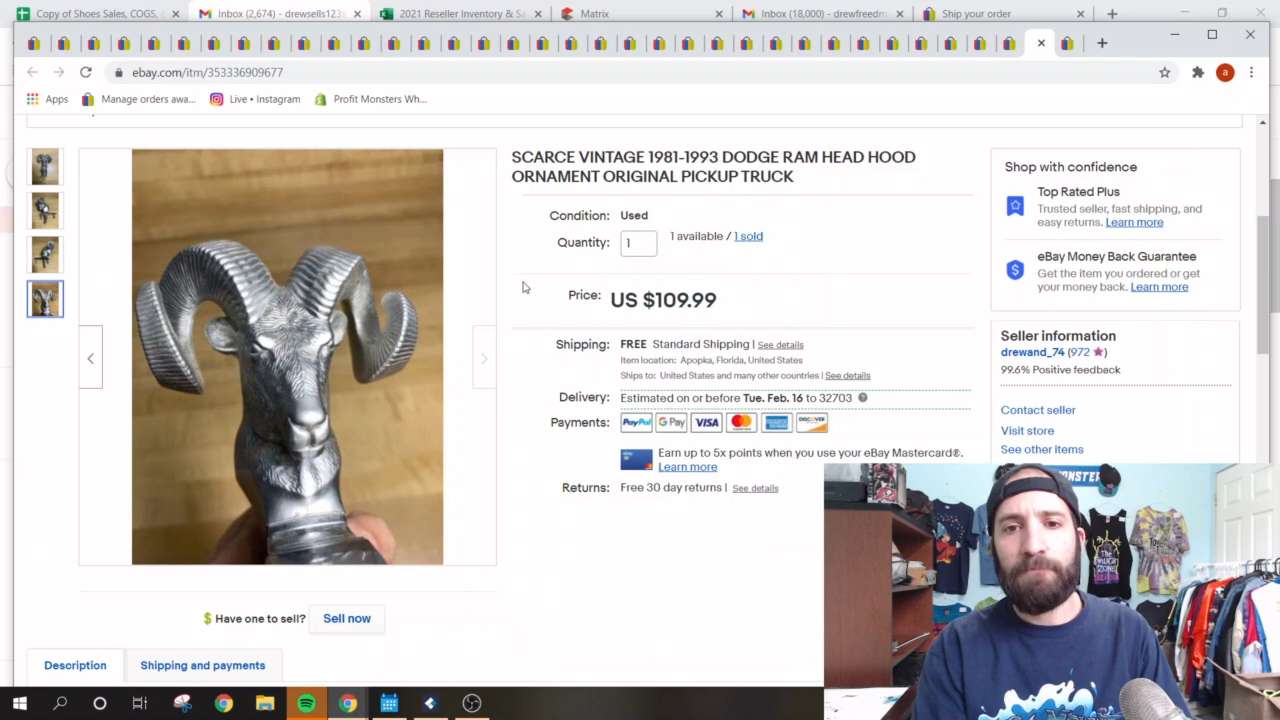 Copy of Shoes Sales, COGS,
Inbox (2,674) - drewsells123
2021 Reseller Inventory & Sa
Matrix
Inbox (18,000) - drewfreedm
Ship your order
ebay.com/itm/353336909677
a
Apps
Manage orders awa...
Live • Instagram
Profit Monsters Wh...
SCARCE VINTAGE 1981-1993 DODGE RAM HEAD HOOD
ORNAMENT ORIGINAL PICKUP TRUCK
Condition: Used
Quantity: 1
1 available / 1 sold
Price: US $109.99
Shipping: FREE Standard Shipping | See details
Item location: Apopka, Florida, United States
Ships to: United States and many other countries | See details
Delivery: Estimated on or before Tue. Feb. 16 to 32703
Payments: PayPal G Pay VISA DISCOVER
Earn up to 5x points when you use your eBay Mastercard®.
Learn more
Returns: Free 30 day returns | See details
Shop with confidence
Top Rated Plus
Trusted seller, fast shipping, and
easy returns. Learn more
eBay Money Back Guarantee
Get the item you ordered or get
your money back. Learn more
Seller information
drewand_74 (972)
99.6% Positive feedback
Contact seller
Visit store
See other items
Have one to sell? Sell now
Description
Shipping and payments